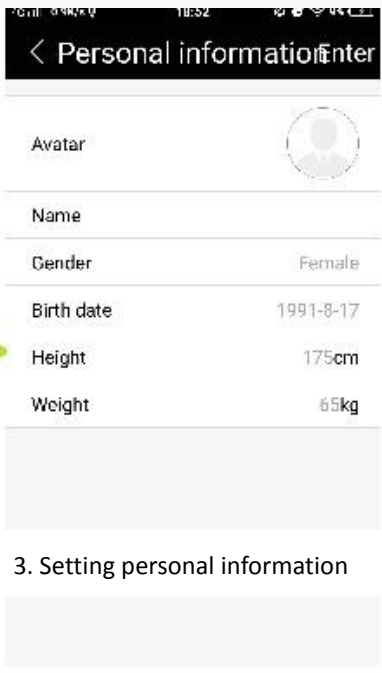 < Personal information Enter
Avatar
Name
Gender Female
Birth date 1991-8-17
Height 175cm
Weight 65kg
3. Setting personal information